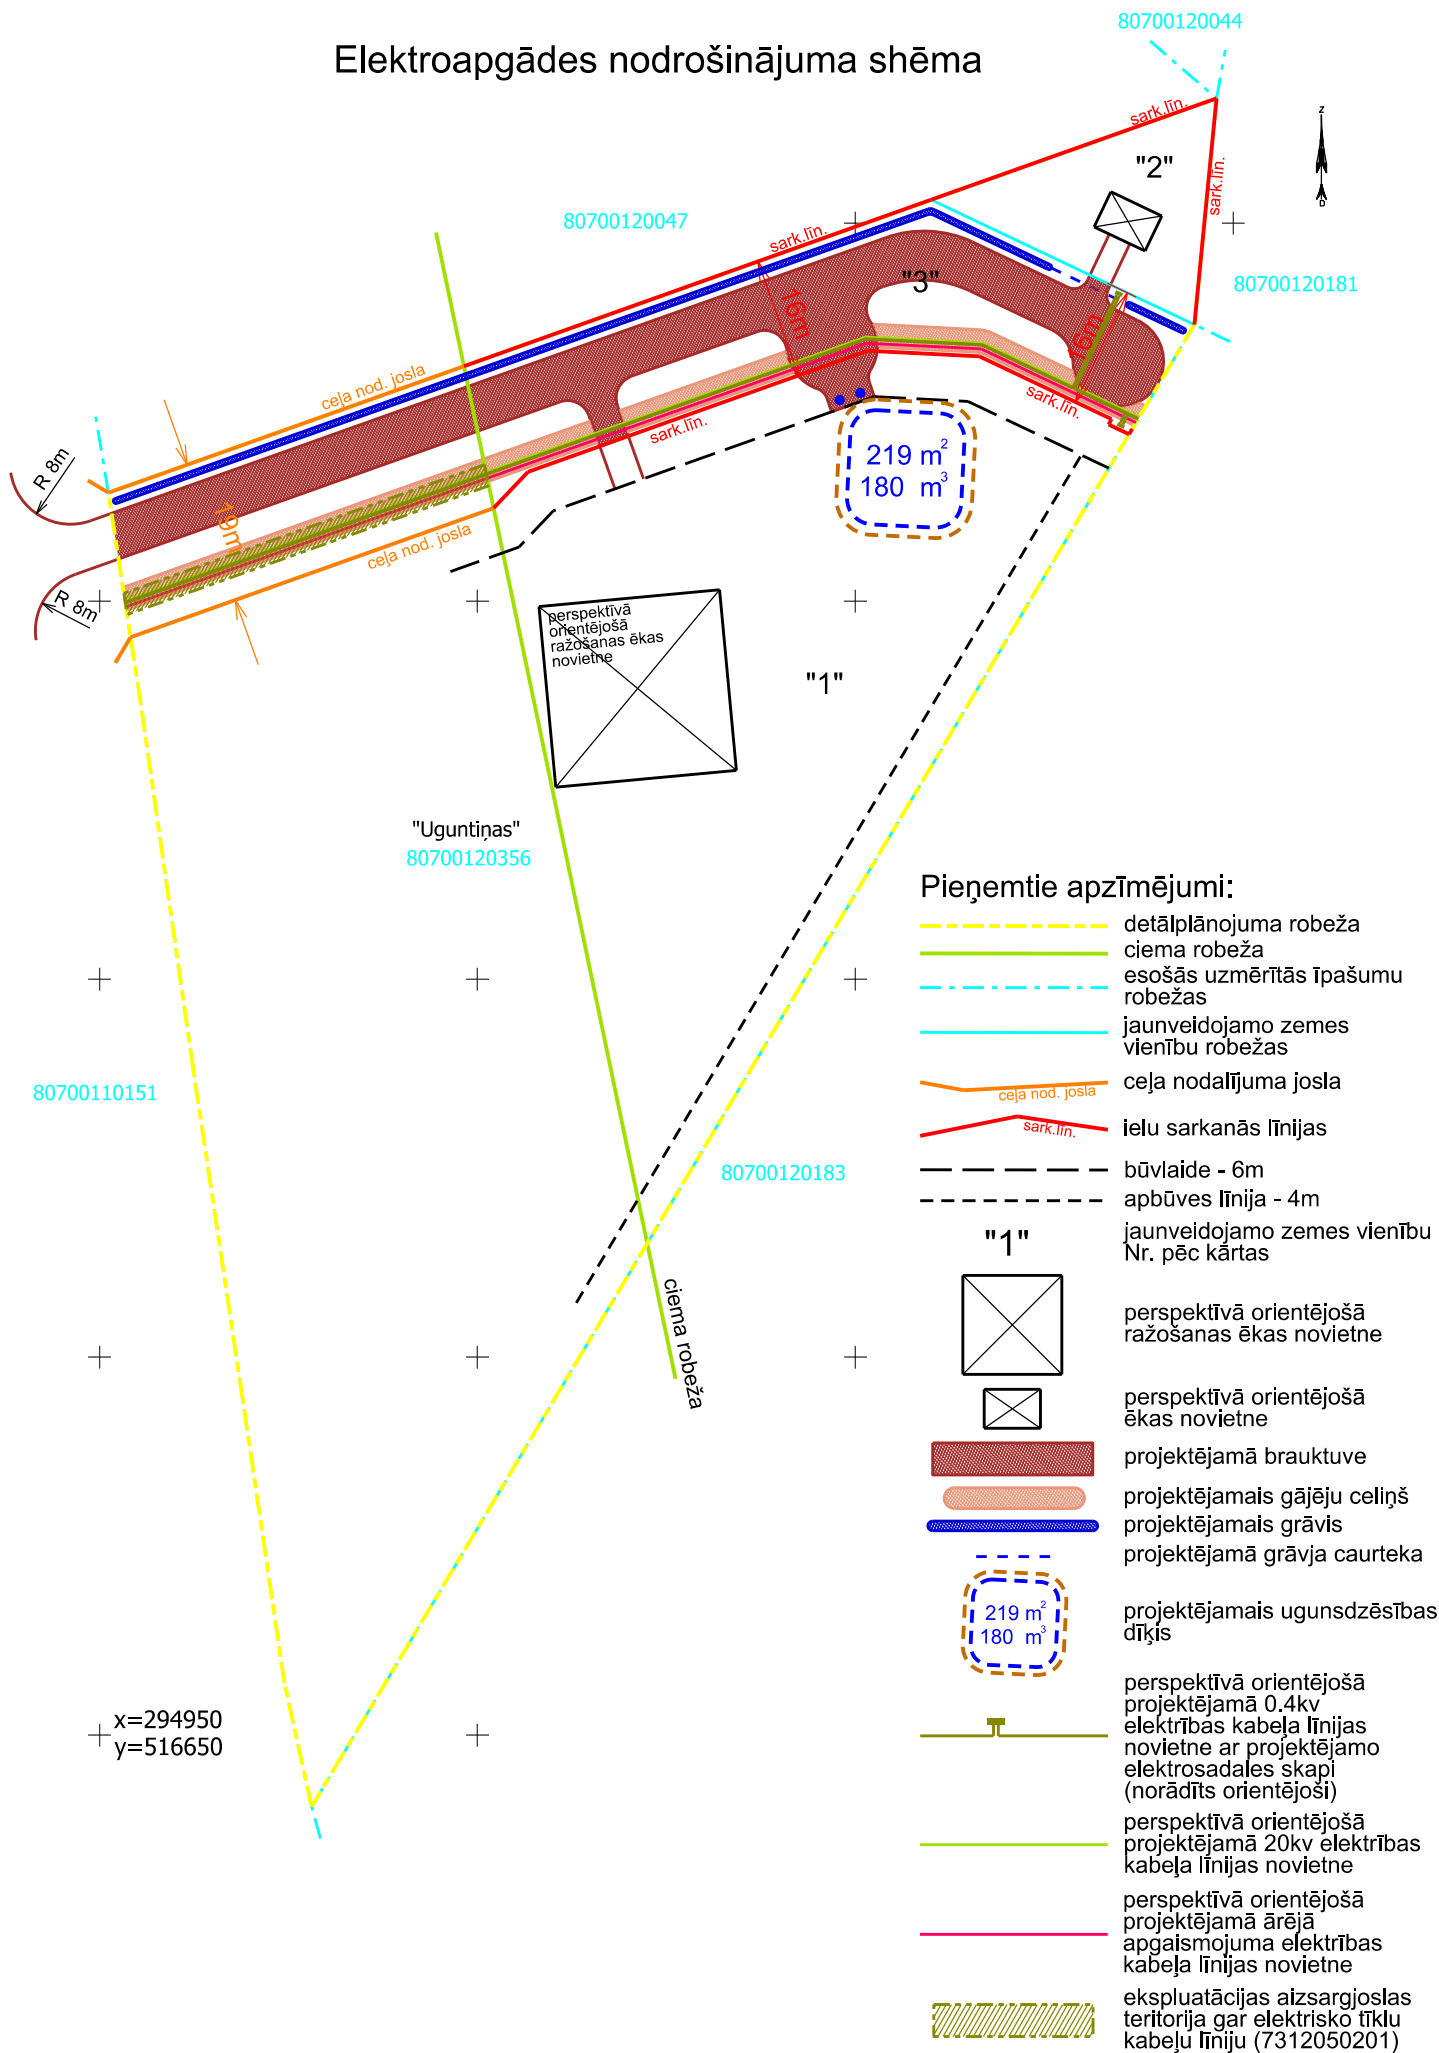 80700120044
Elektroapgādes nodrošinājuma shēma
z
sark.līn.
"2"
sark.līn.
80700120047
sark.līn.
"3"
80700120181
16m
16m
ceļa nod. josla
sark.līn.
sark.līn.
R 8m
219 m²
180 m³
19m
ceļa nod. josla
R 8m
perspektīvā
orientējošā
ražošanas ēkas
novietne
"1"
"Uguntiņas"
80700120356
80700110151
80700120183
ciema robeža
x=294950
y=516650
Pieņemtie apzīmējumi:
detālplānojuma robeža
ciema robeža
esošās uzmērītās īpašumu
robežas
jaunveidojamo zemes
vienību robežas
ceļa nodalījuma josla
ceļa nod. josla
ielu sarkanās līnijas
sark.līn.
būvlaide - 6m
apbūves līnija - 4m
"1"
jaunveidojamo zemes vienību
Nr. pēc kārtas
perspektīvā orientējošā
ražošanas ēkas novietne
perspektīvā orientējošā
ēkas novietne
projektējamā brauktuve
projektējamais gājēju celiņš
projektējamais grāvis
projektējamā grāvja caurteka
219 m²
180 m³
projektējamais ugunsdzēsības
dīķis
perspektīvā orientējošā
projektējamā 0.4kv
elektrības kabeļa līnijas
novietne ar projektējamo
elektrosadales skapi
(norādīts orientējoši)
perspektīvā orientējošā
projektējamā 20kv elektrības
kabeļa līnijas novietne
perspektīvā orientējošā
projektējamā ārējā
apgaismojuma elektrības
kabeļa līnijas novietne
ekspluatācijas aizsargjoslas
teritorija gar elektrisko tīklu
kabeļu līniju (7312050201)